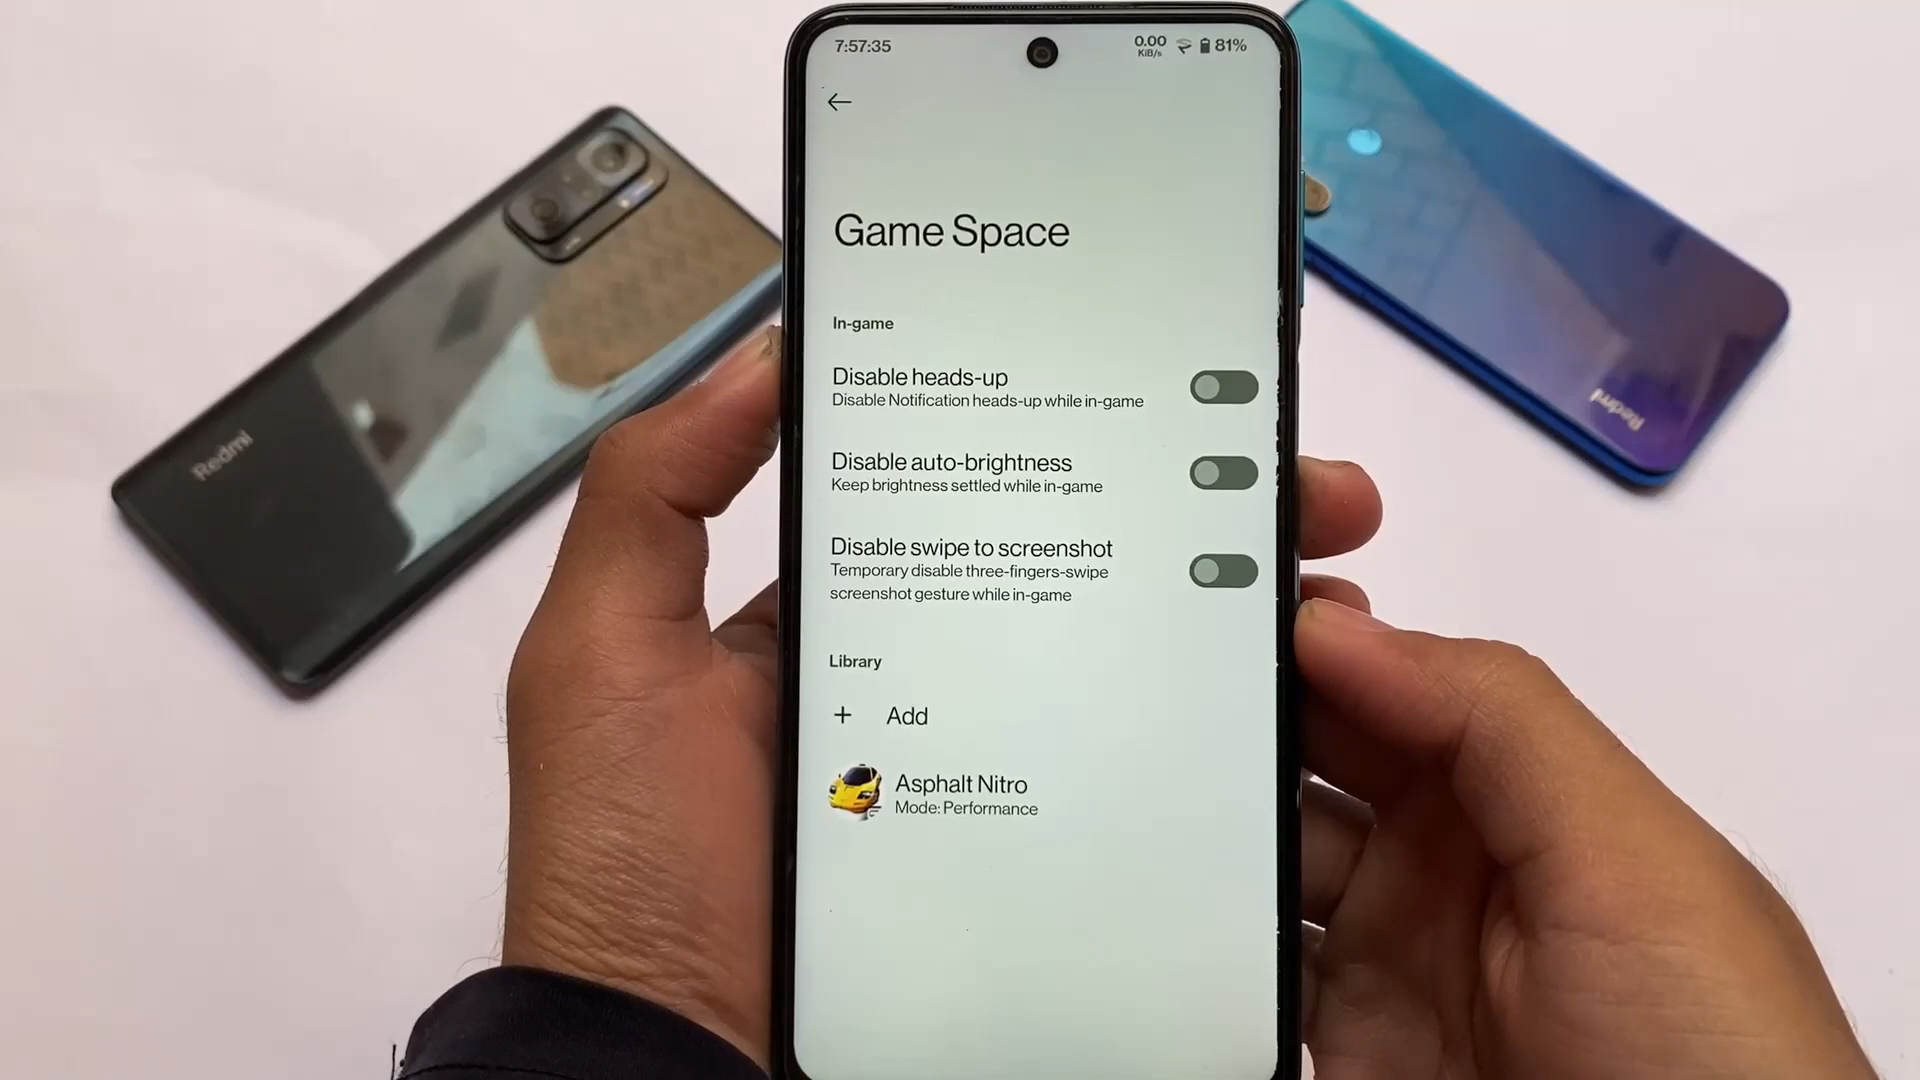 7:57:35
0.00
KiB/s
81%
Game Space
In-game
Disable heads-up
Disable Notification heads-up while in-game
Disable auto-brightness
Keep brightness settled while in-game
Disable swipe to screenshot
Temporary disable three-fingers-swipe
screenshot gesture while in-game
Library
+ Add
Asphalt Nitro
Mode: Performance
Redmi
Redmi